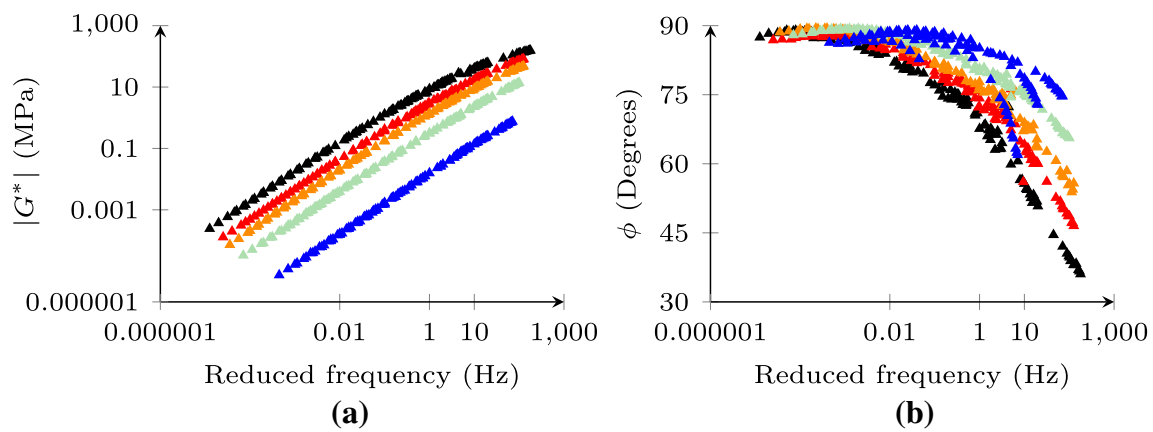 1,000
10
0.1
0.001
0.000001
|G*| (MPa)
0.000001 0.01 1 10 1,000
Reduced frequency (Hz)
(a)
90
75
60
45
30
ϕ (Degrees)
0.000001 0.01 1 10 1,000
Reduced frequency (Hz)
(b)